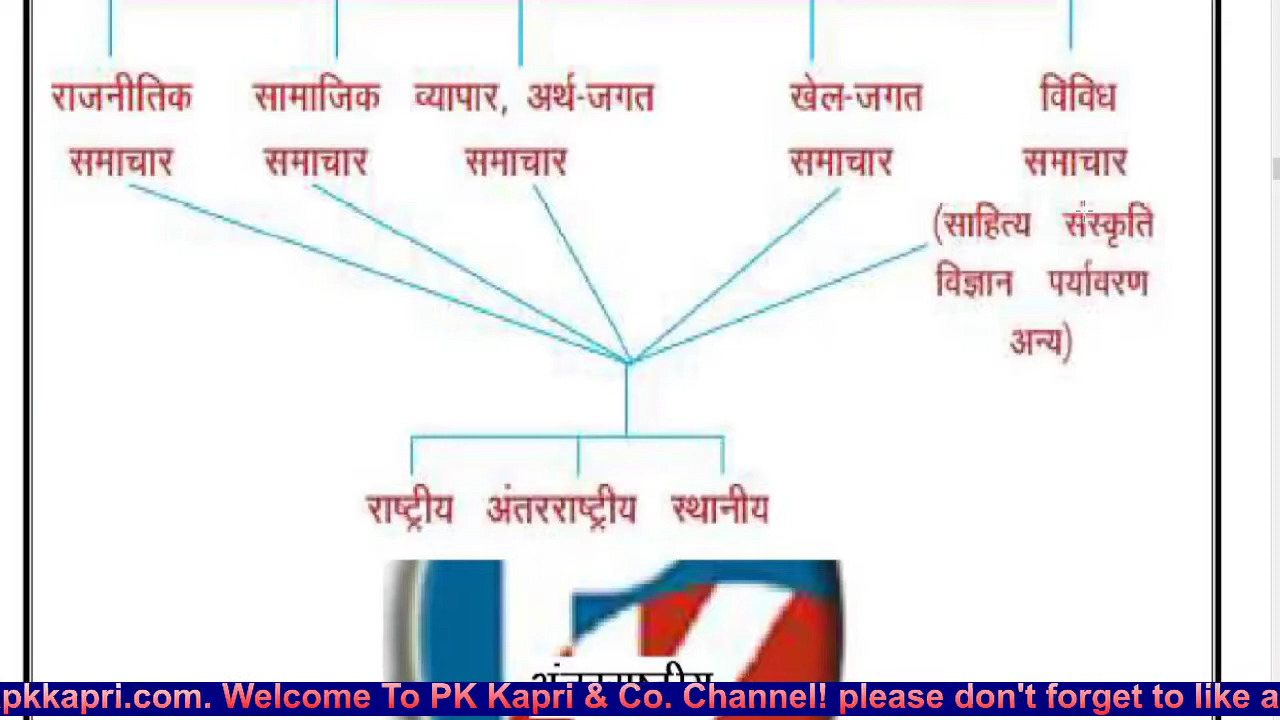 राजनीतिक सामाजिक व्यापार, अर्थ-जगत खेल-जगत विविध
समाचार समाचार समाचार समाचार समाचार
(साहित्य संस्कृति
विज्ञान पर्यावरण
अन्य)
राष्ट्रीय अंतरराष्ट्रीय स्थानीय
pkkapri.com. Welcome To PK Kapri & Co. Channel! please don't forget to like a